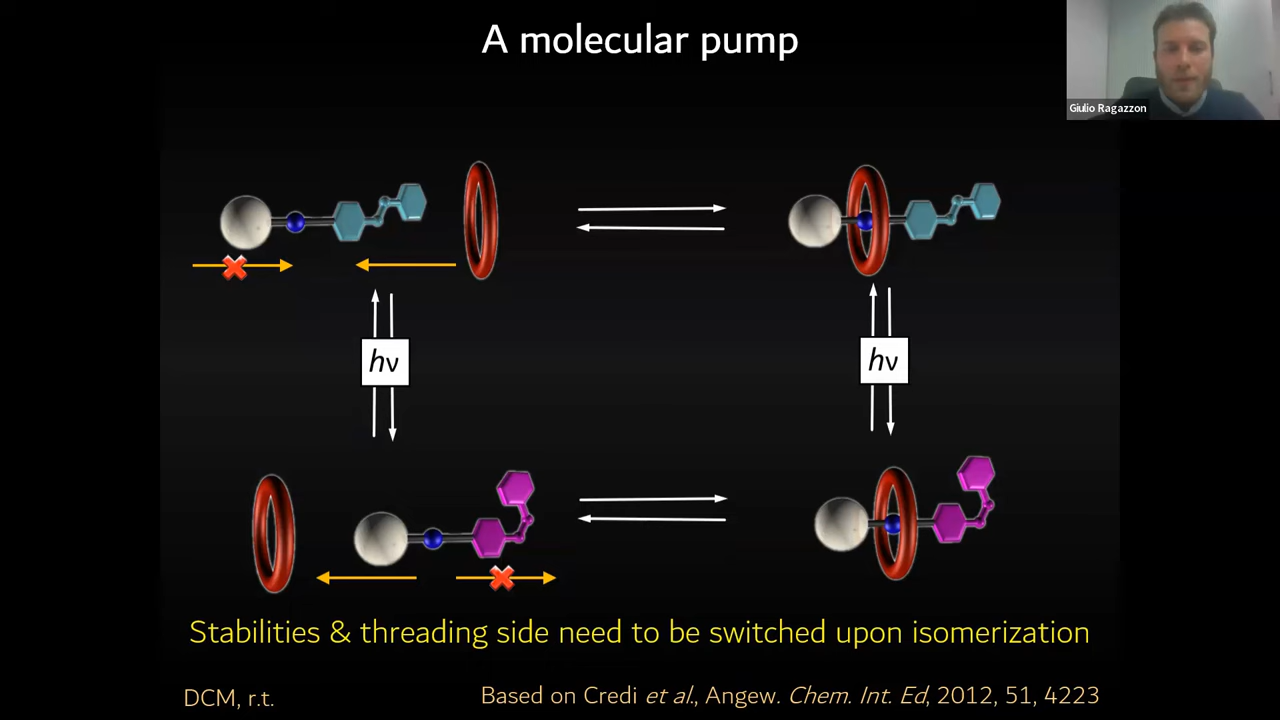 A molecular pump
Giulio Ragazzon
hν
hν
Stabilities & threading side need to be switched upon isomerization
DCM, r.t.
Based on Credi et al., Angew. Chem. Int. Ed, 2012, 51, 4223